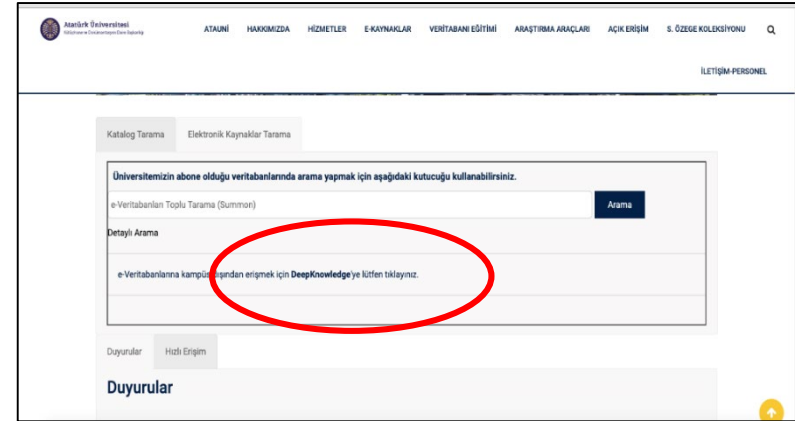 Atatürk Üniversitesi
ATAUNİ HAKKIMIZDA HİZMETLER E-KAYNAKLAR VERİTABANI EĞİTİMİ ARAŞTIRMA ARAÇLARI AÇIK ERİŞİM S. ÖZEGE KOLEKSİYONU
İLETİŞİM-PERSONEL
Katalog Tarama Elektronik Kaynaklar Tarama
Üniversitemizin abone olduğu veritabanlarında arama yapmak için aşağıdaki kutucuğu kullanabilirsiniz.
e-Veritabanları Toplu Tarama (Summon) Arama
Detaylı Arama
e-Veritabanlarına kampüs dışından erişmek için DeepKnowledge'ye lütfen tıklayınız.
Duyurular Hızlı Erişim
Duyurular